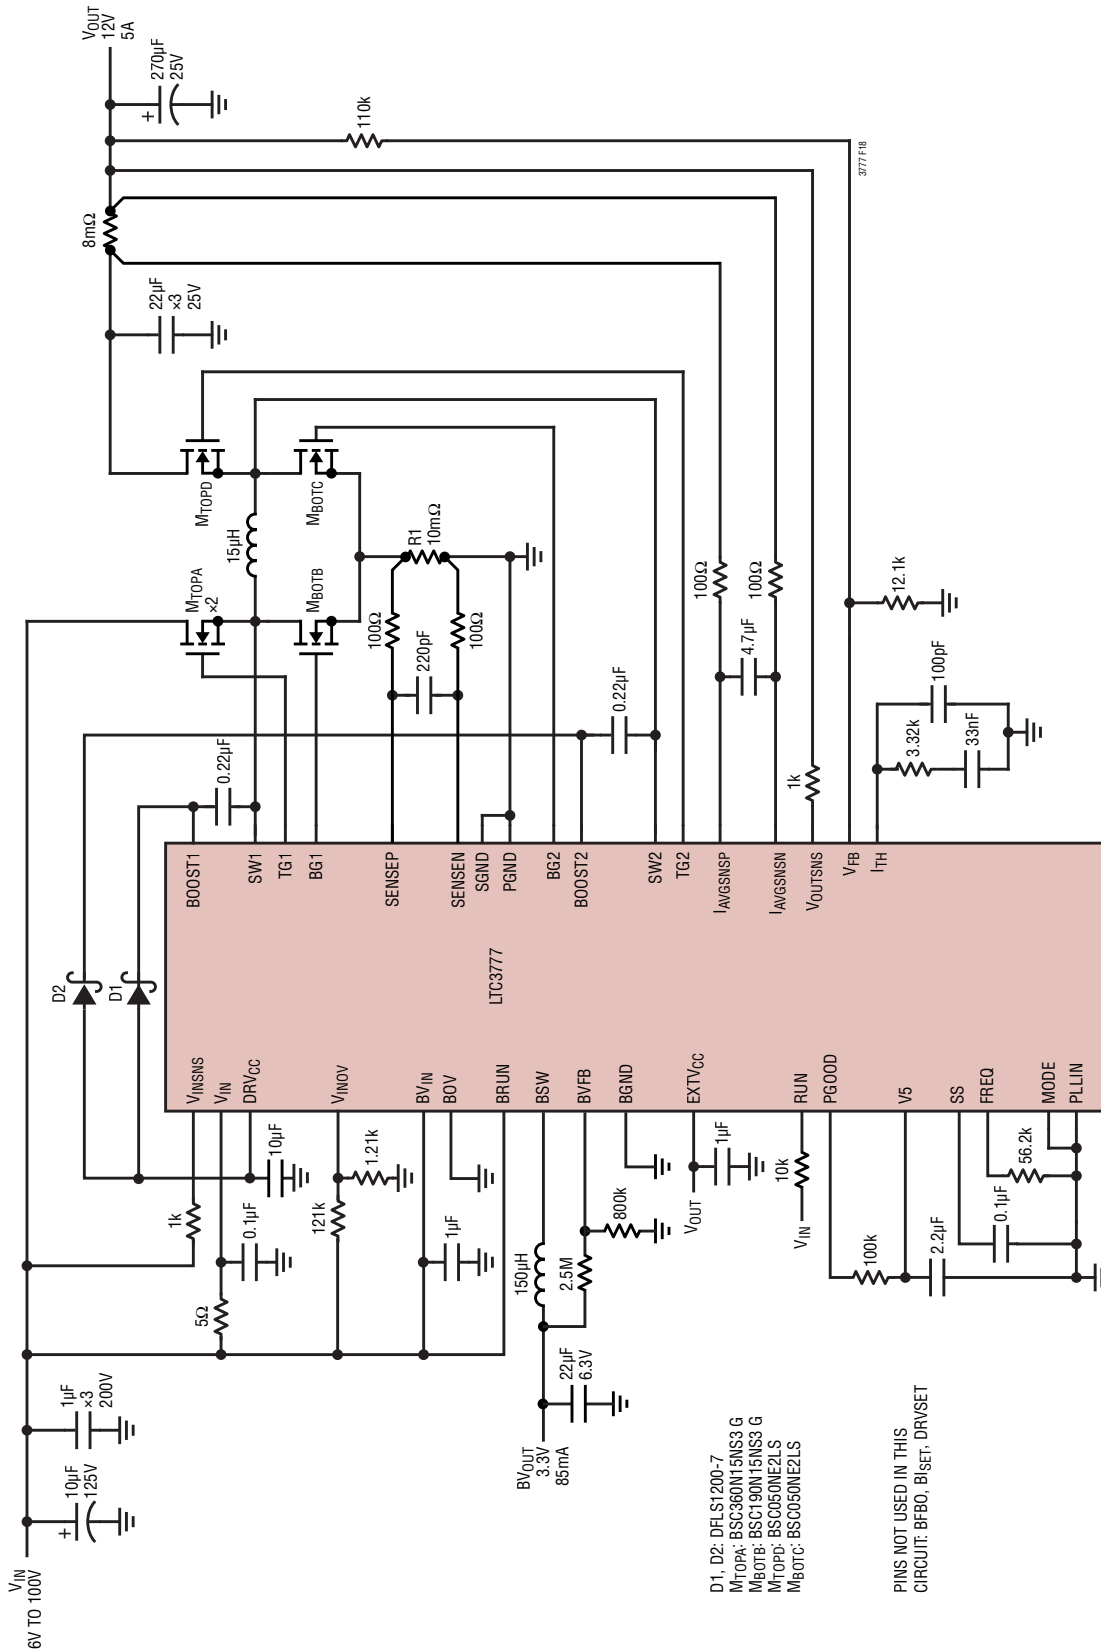 VIN
6V TO 100V
10µF
125V
+
1µF
×3
200V
5Ω
0.1µF
1k
10µF
121k
1.21k
1µF
D2
D1
BVOUT
3.3V
85mA
22µF
6.3V
150µH
2.5M
800k
VOUT
1µF
VIN
10k
100k
2.2µF
0.1µF
56.2k
VINSNS
VIN
DRVCC
VINOV
BVIN
BOV
BRUN
BSW
BVFB
BGND
EXTVCC
RUN
PGOOD
V5
SS
FREQ
MODE
PLLIN
LTC3777
BOOST1
SW1
TG1
BG1
SENSEP
SENSEN
SGND
PGND
BG2
BOOST2
SW2
TG2
IAVGSNSP
IAVGSNSN
VOUTSNS
VFB
ITH
0.22µF
MTOPA
×2
MBOTB
15µH
MTOPD
MBOTC
100Ω
220pF
100Ω
R1
10mΩ
0.22µF
22µF
×3
25V
8mΩ
270µF
25V
+
VOUT
12V
5A
110k
100Ω
4.7µF
100Ω
1k
12.1k
3.32k
33nF
100pF
3777 F18
D1, D2: DFLS1200-7
MTOPA: BSC360N15NS3 G
MBOTB: BSC190N15NS3 G
MTOPD: BSC050NE2LS
MBOTC: BSC050NE2LS
PINS NOT USED IN THIS
CIRCUIT: BFBO, BISET, DRVSET